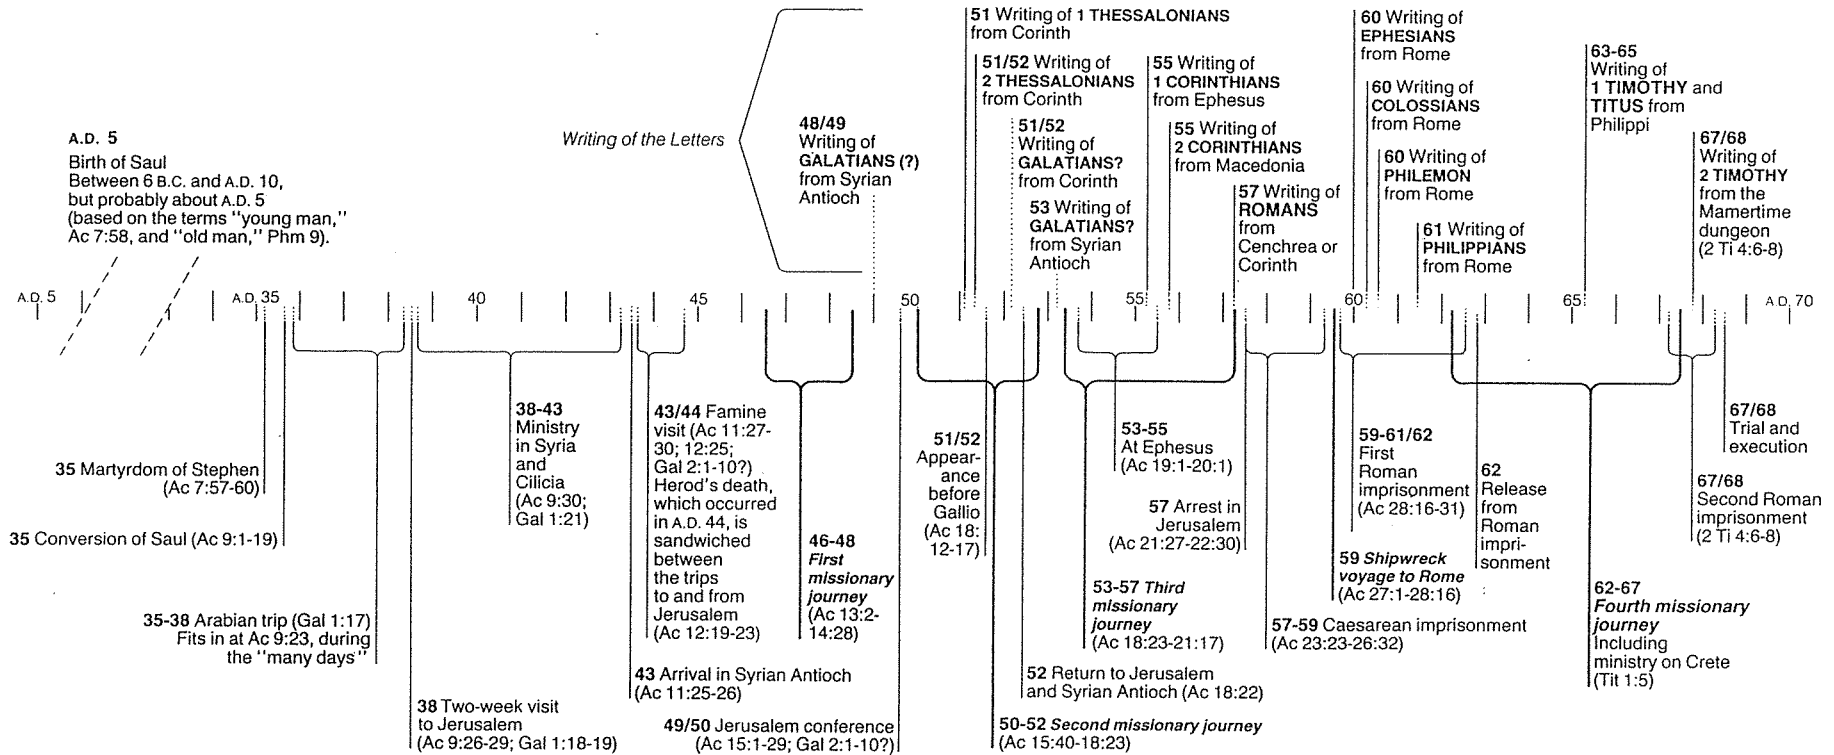 51 Writing of 1 THESSALONIANS
from Corinth
51/52 Writing of
2 THESSALONIANS
from Corinth
55 Writing of
1 CORINTHIANS
from Ephesus
60 Writing of
EPHESIANS
from Rome
60 Writing of
COLOSSIANS
from Rome
63-65
Writing of
1 TIMOTHY and
TITUS from
Philippi
A.D. 5
Birth of Saul
Between 6 B.C. and A.D. 10,
but probably about A.D. 5
(based on the terms "young man,"
Ac 7:58, and "old man," Phm 9).
Writing of the Letters
48/49
Writing of
GALATIANS (?)
from Syrian
Antioch
51/52
Writing of
GALATIANS?
from Corinth
53 Writing of
GALATIANS?
from Syrian
Antioch
55 Writing of
2 CORINTHIANS
from Macedonia
57 Writing of
ROMANS
from
Cenchrea or
Corinth
60 Writing of
PHILEMON
from Rome
61 Writing of
PHILIPPIANS
from Rome
67/68
Writing of
2 TIMOTHY
from the
Mamertime
dungeon
(2 Ti 4:6-8)
A.D. 5 A.D. 35 40 45 50 55 60 65 A.D. 70
35 Martyrdom of Stephen
(Ac 7:57-60)
35 Conversion of Saul (Ac 9:1-19)
35-38 Arabian trip (Gal 1:17)
Fits in at Ac 9:23, during
the "many days"
38 Two-week visit
to Jerusalem
(Ac 9:26-29; Gal 1:18-19)
38-43
Ministry
in Syria
and
Cilicia
(Ac 9:30;
Gal 1:21)
43/44 Famine
visit (Ac 11:27-
30; 12:25;
Gal 2:1-10?)
Herod's death,
which occurred
in A.D. 44, is
sandwiched
between
the trips
to and from
Jerusalem
(Ac 12:19-23)
43 Arrival in Syrian Antioch
(Ac 11:25-26)
49/50 Jerusalem conference
(Ac 15:1-29; Gal 2:1-10?)
46-48
First
missionary
journey
(Ac 13:2-
14:28)
51/52
Appear-
ance
before
Gallio
(Ac 18:
12-17)
50-52 Second missionary journey
(Ac 15:40-18:23)
52 Return to Jerusalem
and Syrian Antioch (Ac 18:22)
53-55
At Ephesus
(Ac 19:1-20:1)
57 Arrest in
Jerusalem
(Ac 21:27-22:30)
53-57 Third
missionary
journey
(Ac 18:23-21:17)
57-59 Caesarean imprisonment
(Ac 23:23-26:32)
59-61/62
First
Roman
imprisonment
(Ac 28:16-31)
59 Shipwreck
voyage to Rome
(Ac 27:1-28:16)
62
Release
from
Roman
impri-
sonment
62-67
Fourth missionary
journey
Including
ministry on Crete
(Tit 1:5)
67/68
Trial and
execution
67/68
Second Roman
imprisonment
(2 Ti 4:6-8)